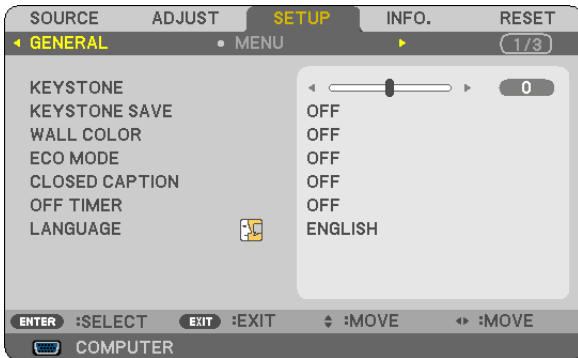 SOURCE ADJUST SETUP INFO. RESET
GENERAL • MENU (1/3)
KEYSTONE 0
KEYSTONE SAVE OFF
WALL COLOR OFF
ECO MODE OFF
CLOSED CAPTION OFF
OFF TIMER OFF
LANGUAGE ENGLISH
ENTER :SELECT EXIT :EXIT :MOVE :MOVE
COMPUTER